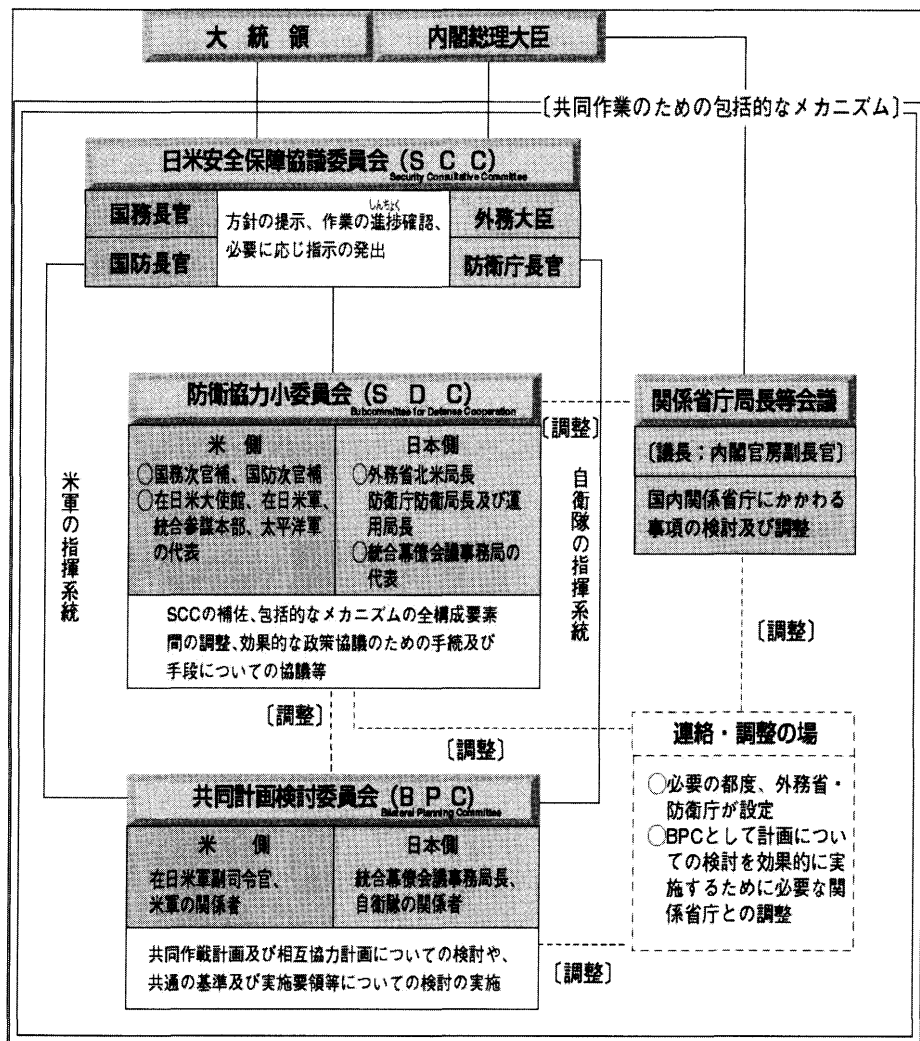 大統領
内閣総理大臣
〔共同作業のための包括的なメカニズム〕
日米安全保障協議委員会(SCC)
Security Consultative Committee
国務長官
国防長官
しんちょく
方針の提示、作業の進捗確認、
必要に応じ指示の発出
外務大臣
防衛庁長官
防衛協力小委員会(SDC)
Subcommittee for Defense Cooperation
米側
○国務次官補、国防次官補
○在日米大使館、在日米軍、
統合参謀本部、太平洋軍
の代表
日本側
○外務省北米局長
防衛庁防衛局長及び運
用局長
○統合幕僚会議事務局の
代表
SCCの補佐、包括的なメカニズムの全構成要素
間の調整、効果的な政策協議のための手続及び
手段についての協議等
〔調整〕
関係省庁局長等会議
〔議長;内閣官房副長官〕
国内関係省庁にかかわる
事項の検討及び調整
米軍の指揮系統
自衛隊の指揮系統
〔調整〕
〔調整〕
〔調整〕
連絡・調整の場
○必要の都度、外務省・
防衛庁が設定
○BPCとして計画につい
ての検討を効果的に実
施するために必要な関
係省庁との調整
共同計画検討委員会(BPC)
Bilateral Planning Committee
米側
在日米軍副司令官、
米軍の関係者
日本側
統合幕僚会議事務局長、
自衛隊の関係者
共同作戦計画及び相互協力計画についての検討や、
共通の基準及び実施要領等についての検討の実施
〔調整〕